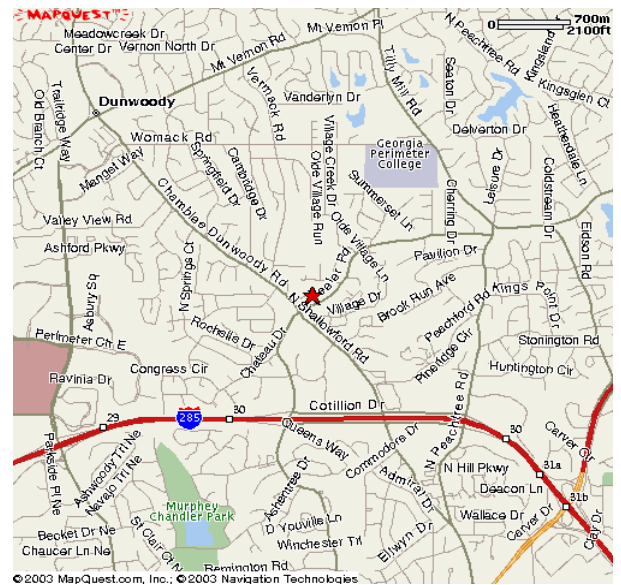 MAPQUEST
0 700m
2100ft
Mt Vernon Pl
Meadowcreek Dr
Center Dr
Vernon North Dr
Mt Vernon Rd
N Peachtree Rd
Kingsland
Kingsglen Ct
Tilly Mill Rd
Seaton Dr
Vermack Rd
Vanderlyn Dr
Trailridge Way
Old Branch Ct
Dunwoody
Womack Rd
Village Creek Dr
Olde Village Run
Georgia
Perimeter
College
Delverton Dr
Heatherdale Ln
Manget Way
Springfield Dr
Cambridge Dr
Summerset Ln
Leisure Dr
Coldstream Dr
Cherring Dr
Eidson Rd
Chamblee Dunwoody Rd
Valley View Rd
Ashford Pkwy
Olde Village Ln
Peeler Rd
Pavilion Dr
N Springs Ct
Asbury Sq
Village Dr
Brook Run Ave
Kings Point Dr
Peachford Rd
N Shallowford Rd
Perimeter Ctr E
Rochelle Dr
Chateau Dr
Pineridge Cir
Stonington Rd
Huntington Cir
Ravinia Dr
Congress Cir
Cotillion Dr
29
285
30
30
Parkside Pl Ne
Queens Way
Commodore Dr
N Peachtree Rd
Carver Cir
Ashwoody Trl Ne
Navajo Trl Ne
N Hill Pkwy
31a
Ashentree Dr
Admiral Dr
Deacon Ln
31b
Murphey
Chandler Park
Becket Dr Ne
Chaucer Ln Ne
St Clair Ct N
D Youville Ln
Winchester Trl
Ellwyn Dr
Wallace Dr
Carver Dr
Clay Dr
Remington Rd
©2003 MapQuest.com, Inc.; ©2003 Navigation Technologies